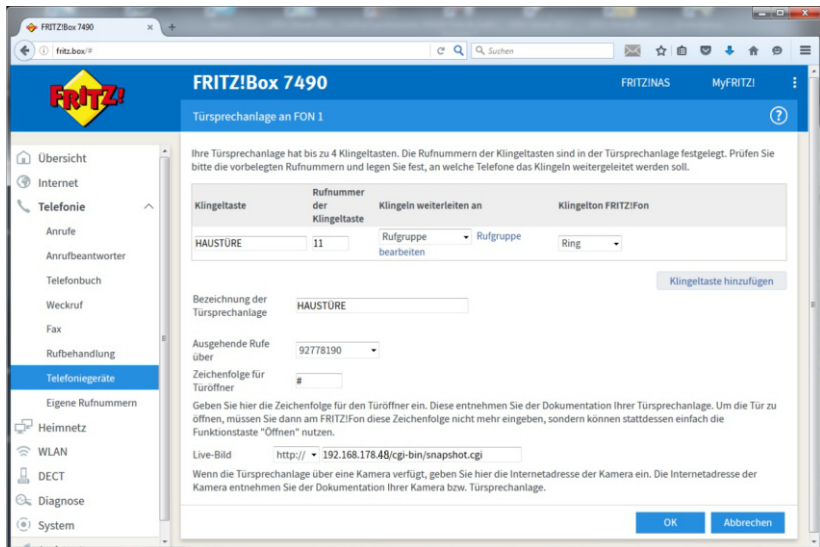 FRITZ!Box 7490
fritz.box/#
Suchen
FRITZ!
FRITZ!Box 7490
FRITZ!NAS
MyFRITZ!
Türsprechanlage an FON 1
Übersicht
Internet
Telefonie
Anrufe
Anrufbeantworter
Telefonbuch
Weckruf
Fax
Rufbehandlung
Telefoniegeräte
Eigene Rufnummern
Heimnetz
WLAN
DECT
Diagnose
System
Ihre Türsprechanlage hat bis zu 4 Klingeltasten. Die Rufnummern der Klingeltasten sind in der Türsprechanlage festgelegt. Prüfen Sie
bitte die vorbelegten Rufnummern und legen Sie fest, an welche Telefone das Klingeln weitergeleitet werden soll.
Klingeltaste
Rufnummer
der
Klingeltaste
Klingeln weiterleiten an
Klingelton FRITZ!Fon
HAUSTÜRE
11
Rufgruppe
Rufgruppe
bearbeiten
Ring
Klingeltaste hinzufügen
Bezeichnung der
Türsprechanlage
HAUSTÜRE
Ausgehende Rufe
über
92778190
Zeichenfolge für
Türöffner
#
Geben Sie hier die Zeichenfolge für den Türöffner ein. Diese entnehmen Sie der Dokumentation Ihrer Türsprechanlage. Um die Tür zu
öffnen, müssen Sie dann am FRITZ!Fon diese Zeichenfolge nicht mehr eingeben, sondern können stattdessen einfach die
Funktionstaste "Öffnen" nutzen.
Live-Bild
http://
192.168.178.48/cgi-bin/snapshot.cgi
Wenn die Türsprechanlage über eine Kamera verfügt, geben Sie hier die Internetadresse der Kamera ein. Die Internetadresse der
Kamera entnehmen Sie der Dokumentation Ihrer Kamera bzw. Türsprechanlage.
OK
Abbrechen